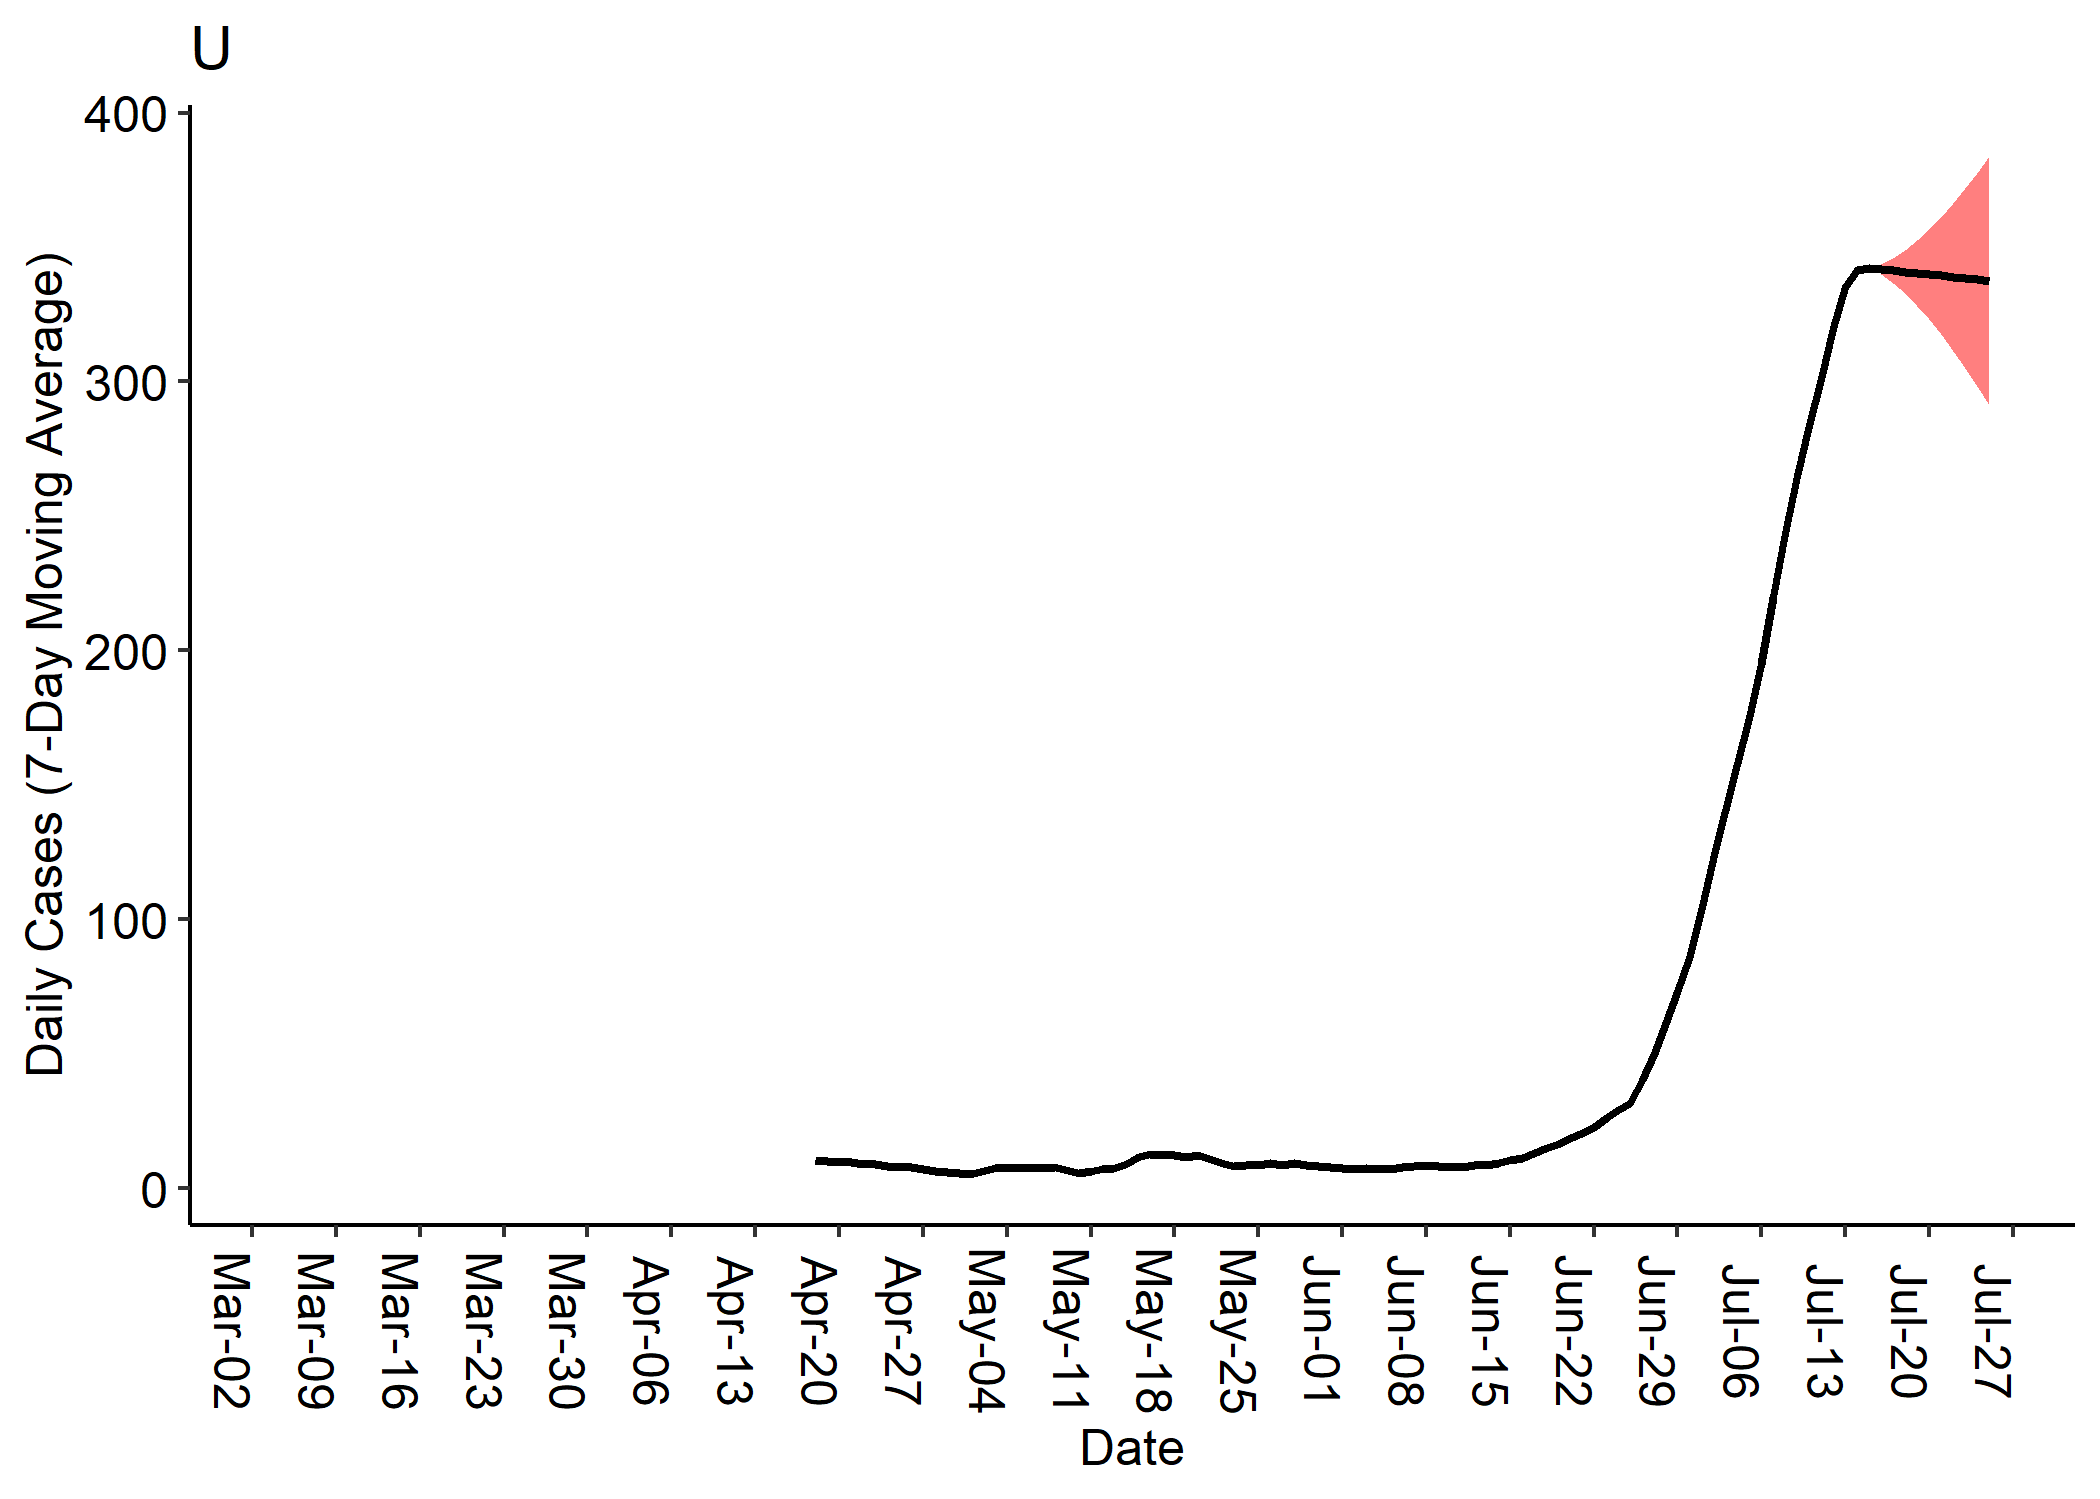 U
Daily Cases (7-Day Moving Average)
400
300
200
100
0
Mar-02
Mar-09
Mar-16
Mar-23
Mar-30
Apr-06
Apr-13
Apr-20
Apr-27
May-04
May-11
May-18
May-25
Jun-01
Jun-08
Jun-15
Jun-22
Jun-29
Jul-06
Jul-13
Jul-20
Jul-27
Date